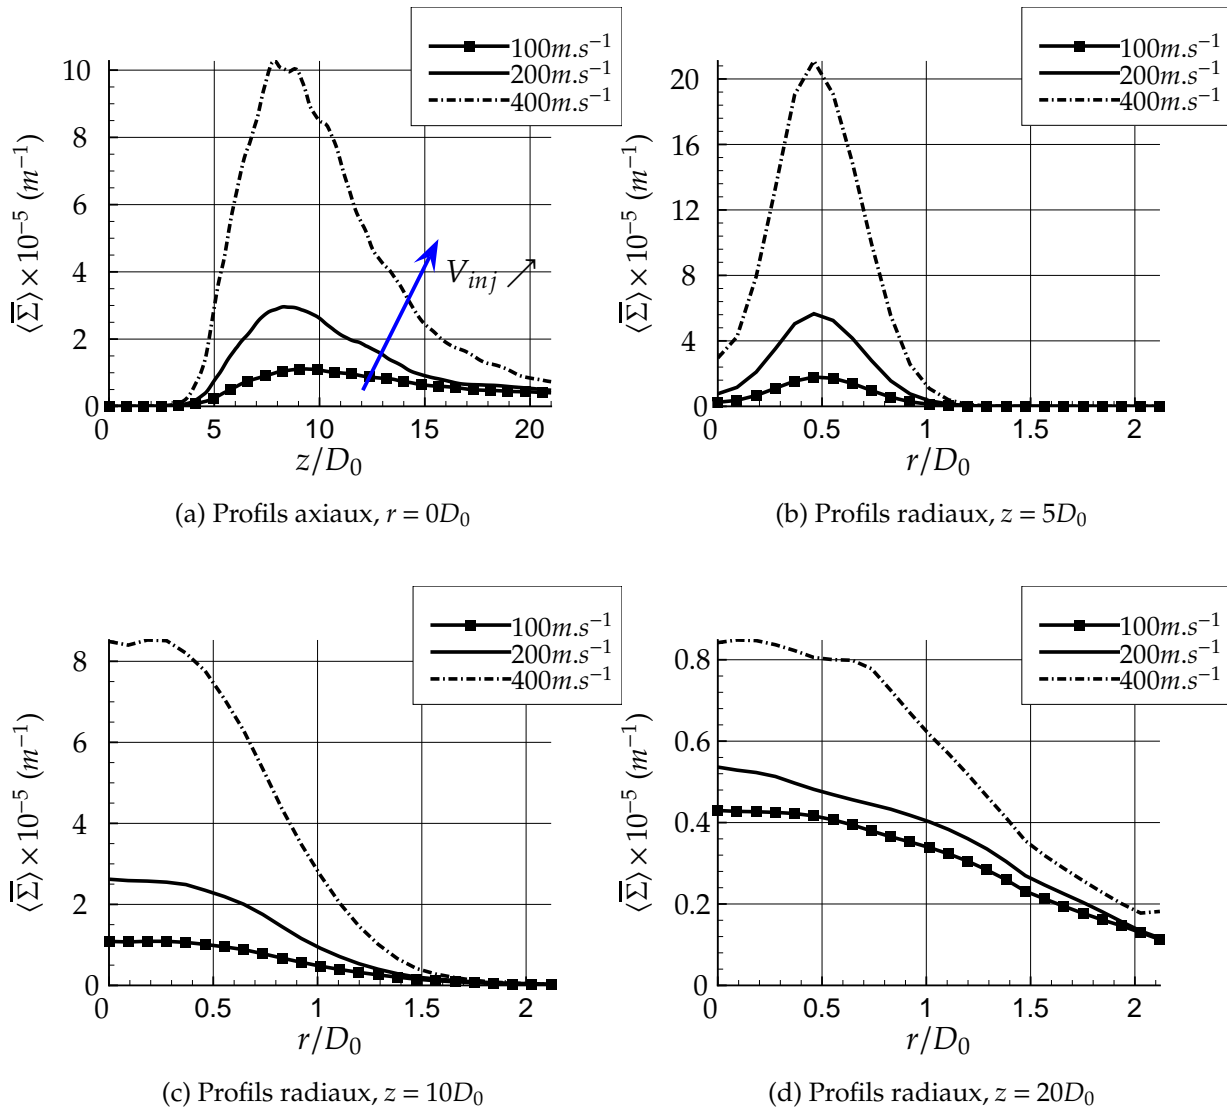 100m.s⁻¹
200m.s⁻¹
400m.s⁻¹
10
8
6
4
2
0
⟨Σ̅⟩ × 10⁻⁵ (m⁻¹)
V_inj ↗
0 5 10 15 20
z/D₀
(a) Profils axiaux, r = 0D₀
100m.s⁻¹
200m.s⁻¹
400m.s⁻¹
20
16
12
8
4
0
⟨Σ̅⟩ × 10⁻⁵ (m⁻¹)
0 0.5 1 1.5 2
r/D₀
(b) Profils radiaux, z = 5D₀
100m.s⁻¹
200m.s⁻¹
400m.s⁻¹
8
6
4
2
0
⟨Σ̅⟩ × 10⁻⁵ (m⁻¹)
0 0.5 1 1.5 2
r/D₀
(c) Profils radiaux, z = 10D₀
100m.s⁻¹
200m.s⁻¹
400m.s⁻¹
0.8
0.6
0.4
0.2
0
⟨Σ̅⟩ × 10⁻⁵ (m⁻¹)
0 0.5 1 1.5 2
r/D₀
(d) Profils radiaux, z = 20D₀